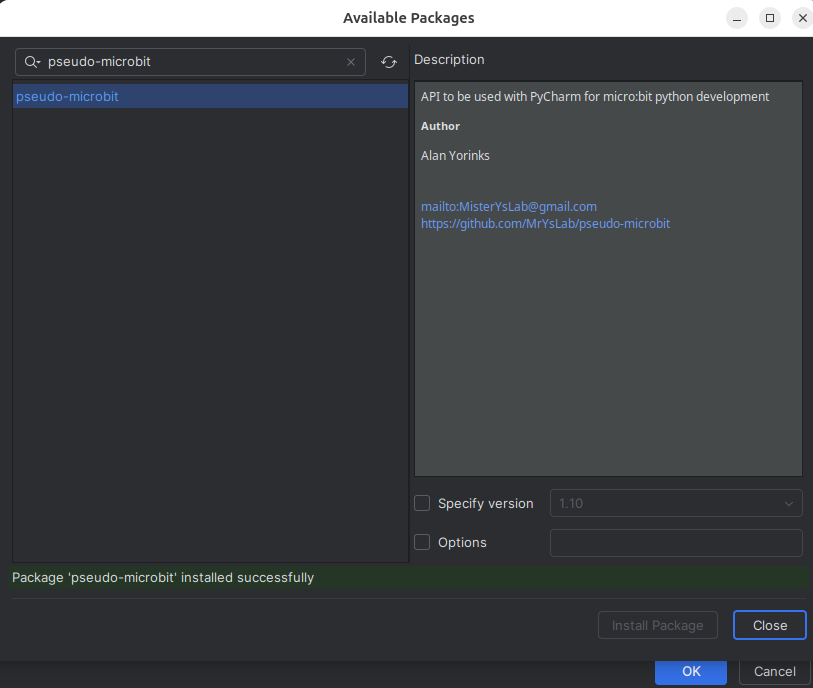 Available Packages
pseudo-microbit
Description
pseudo-microbit
API to be used with PyCharm for micro:bit python development
Author
Alan Yorinks
mailto:MisterYsLab@gmail.com
https://github.com/MrYsLab/pseudo-microbit
Specify version
1.10
Options
Package 'pseudo-microbit' installed successfully
Install Package
Close
OK
Cancel